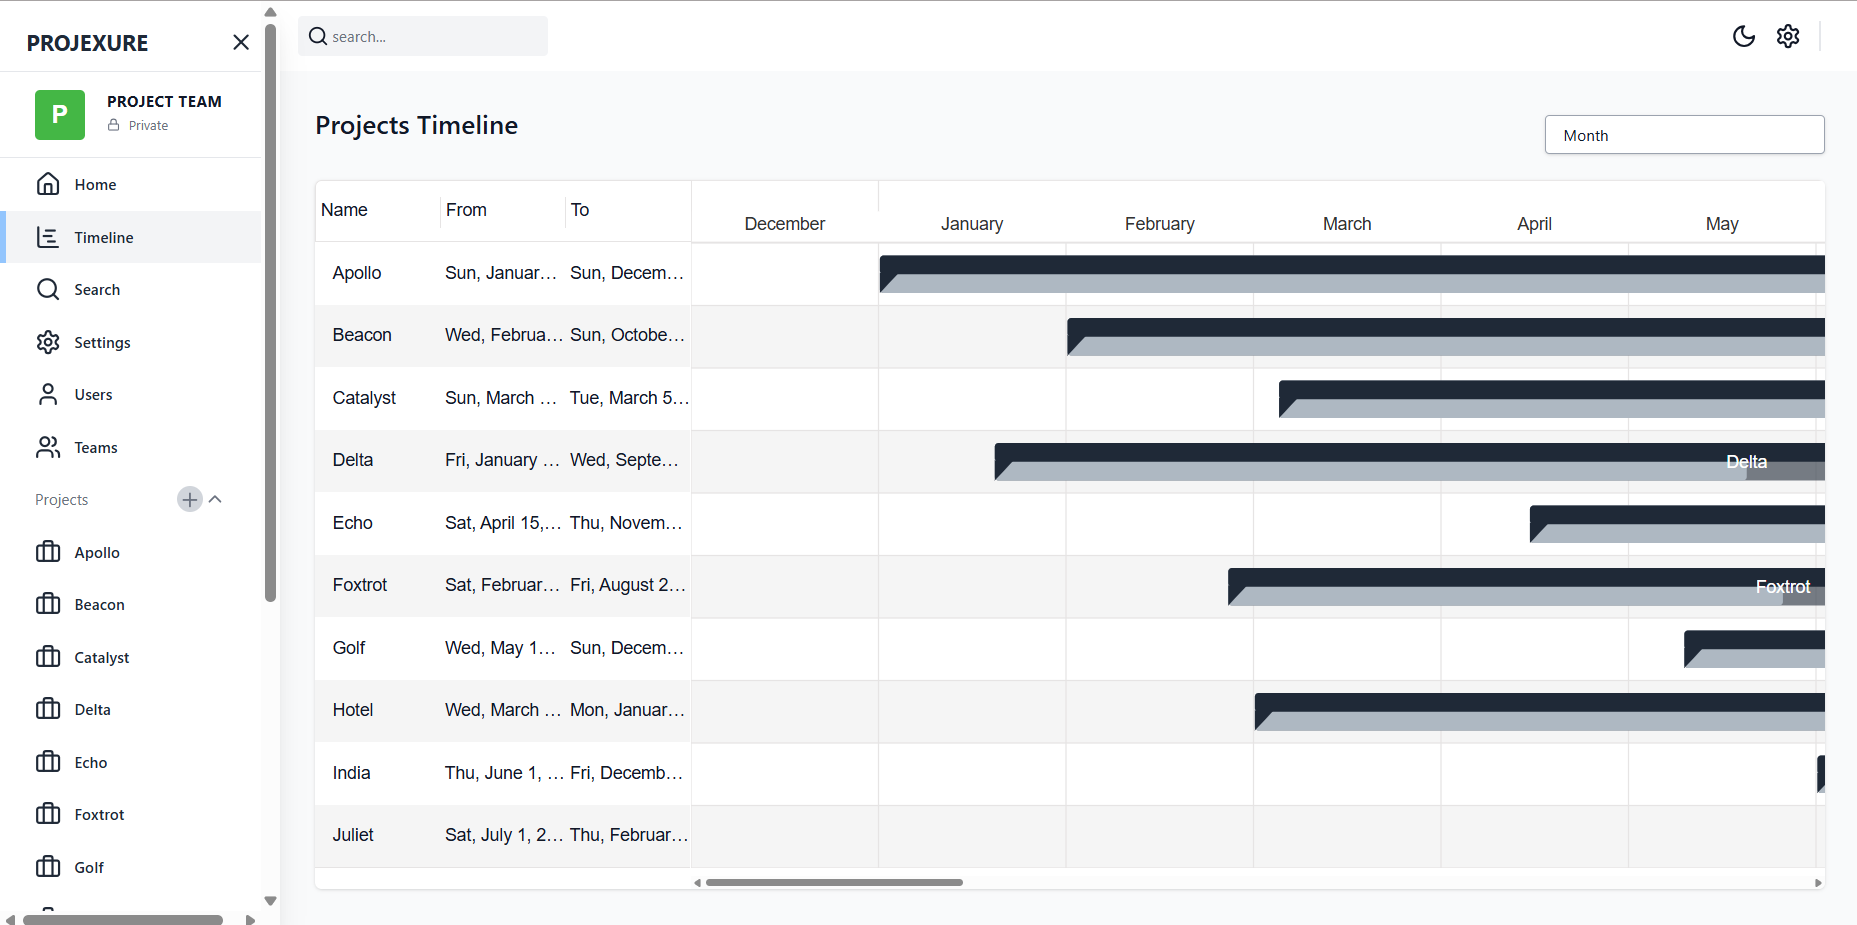 PROJEXURE
search...
P
PROJECT TEAM
Private
Home
Timeline
Search
Settings
Users
Teams
Projects
Apollo
Beacon
Catalyst
Delta
Echo
Foxtrot
Golf
Projects Timeline
Month
Name From To December January February March April May
Apollo Sun, Januar... Sun, Decem...
Beacon Wed, Februa... Sun, Octobe...
Catalyst Sun, March ... Tue, March 5...
Delta Fri, January ... Wed, Septe... Delta
Echo Sat, April 15,... Thu, Novem...
Foxtrot Sat, Februar... Fri, August 2... Foxtrot
Golf Wed, May 1... Sun, Decem...
Hotel Wed, March ... Mon, Januar...
India Thu, June 1, ... Fri, Decemb...
Juliet Sat, July 1, 2... Thu, Februar...